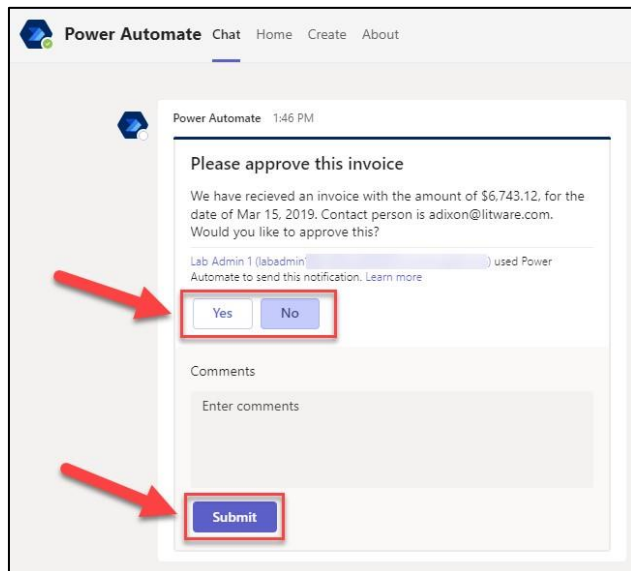 Power Automate Chat Home Create About
Power Automate 1:46 PM
Please approve this invoice
We have recieved an invoice with the amount of $6,743.12, for the
date of Mar 15, 2019. Contact person is adixon@litware.com.
Would you like to approve this?
Lab Admin 1 (labadmin ) used Power
Automate to send this notification. Learn more
Yes No
Comments
Enter comments
Submit